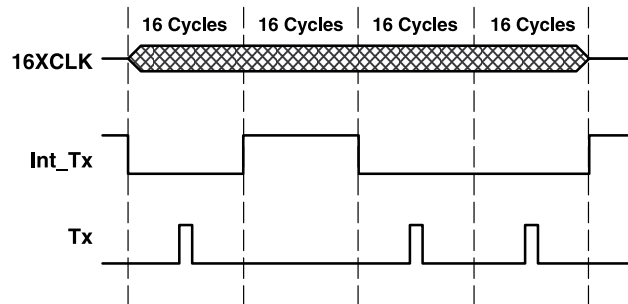 16 Cycles 16 Cycles 16 Cycles 16 Cycles
16XCLK
Int_Tx
Tx